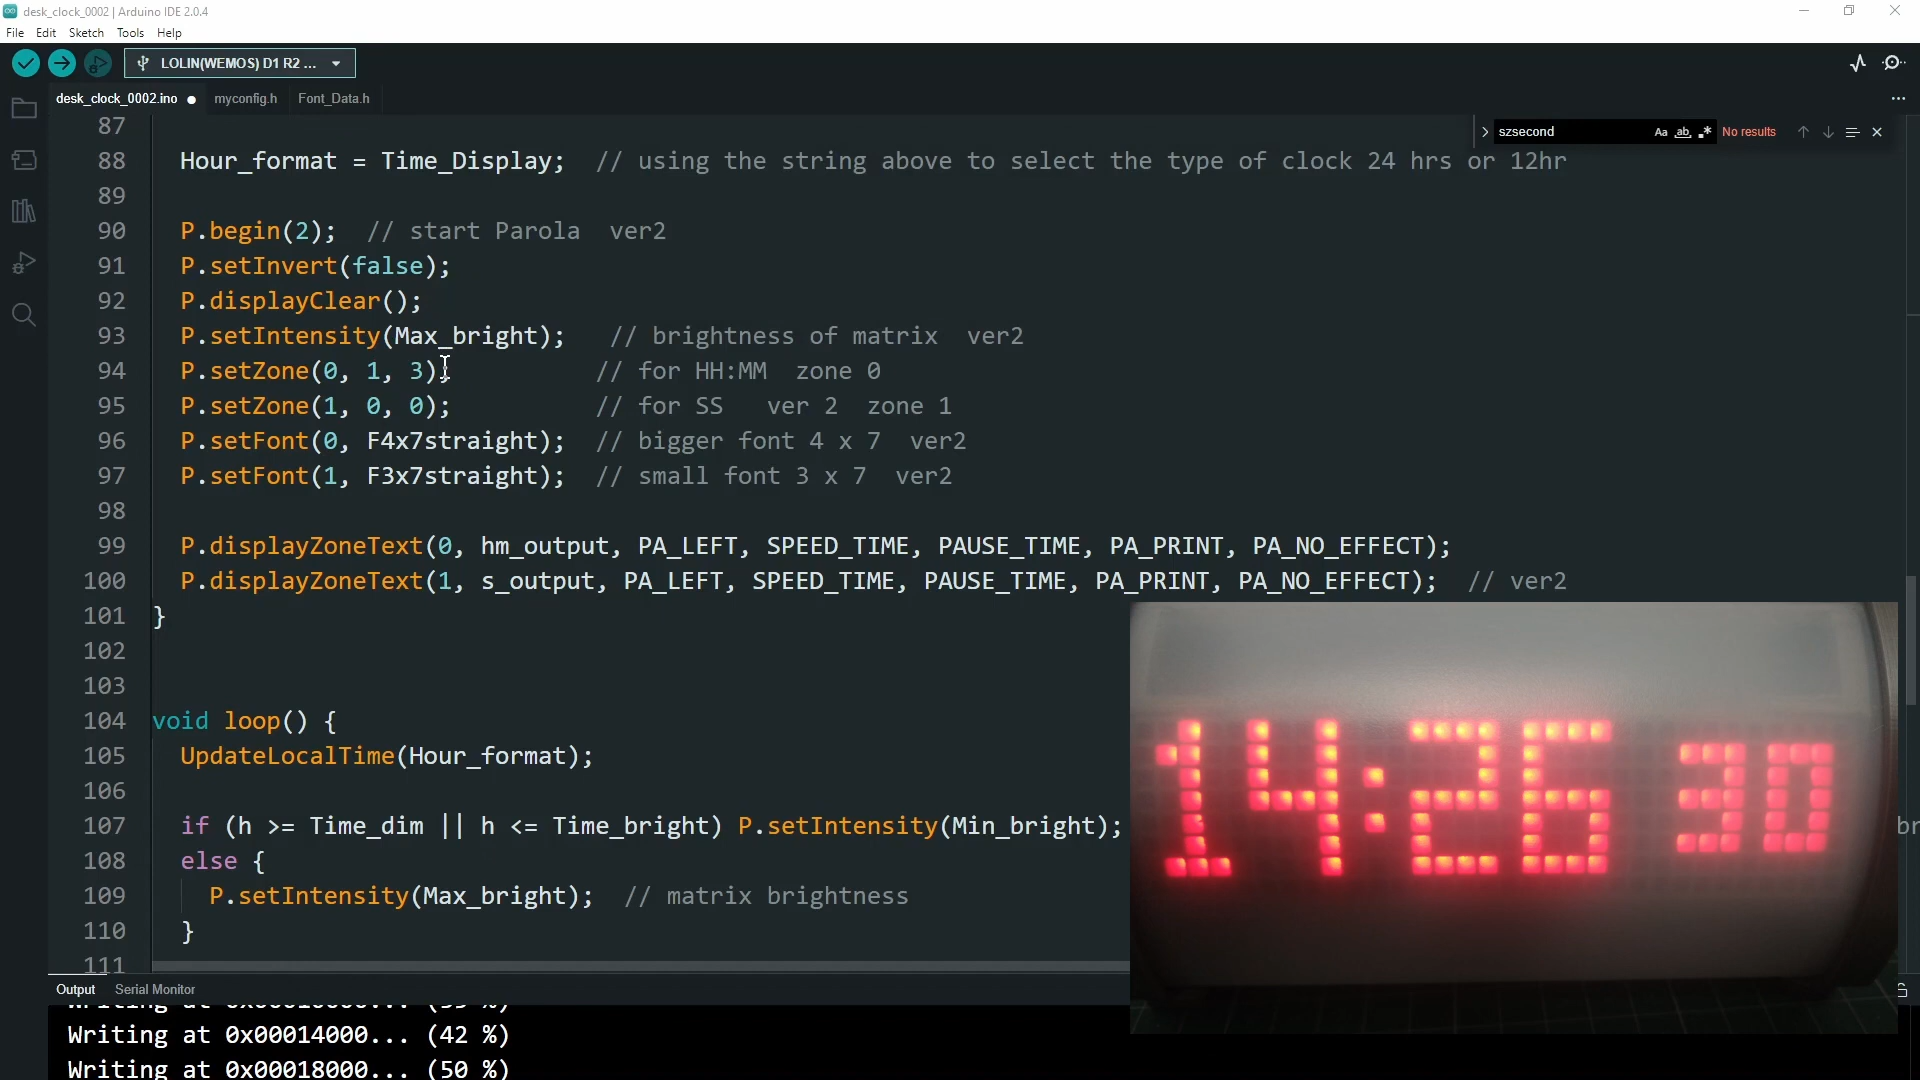 desk_clock_0002 | Arduino IDE 2.0.4
File Edit Sketch Tools Help
LOLIN(WEMOS) D1 R2 ...
desk_clock_0002.ino myconfig.h Font_Data.h
szsecond Aa ab .* No results
87
88 Hour_format = Time_Display; // using the string above to select the type of clock 24 hrs or 12hr
89
90 P.begin(2); // start Parola ver2
91 P.setInvert(false);
92 P.displayClear();
93 P.setIntensity(Max_bright); // brightness of matrix ver2
94 P.setZone(0, 1, 3); // for HH:MM zone 0
95 P.setZone(1, 0, 0); // for SS ver 2 zone 1
96 P.setFont(0, F4x7straight); // bigger font 4 x 7 ver2
97 P.setFont(1, F3x7straight); // small font 3 x 7 ver2
98
99 P.displayZoneText(0, hm_output, PA_LEFT, SPEED_TIME, PAUSE_TIME, PA_PRINT, PA_NO_EFFECT);
100 P.displayZoneText(1, s_output, PA_LEFT, SPEED_TIME, PAUSE_TIME, PA_PRINT, PA_NO_EFFECT); // ver2
101 }
102
103
104 void loop() {
105 UpdateLocalTime(Hour_format);
106
107 if (h >= Time_dim || h <= Time_bright) P.setIntensity(Min_bright); br
108 else {
109 P.setIntensity(Max_bright); // matrix brightness
110 }
111
14:26 30
Output Serial Monitor
Writing at 0x00014000... (42 %)
Writing at 0x00018000... (50 %)